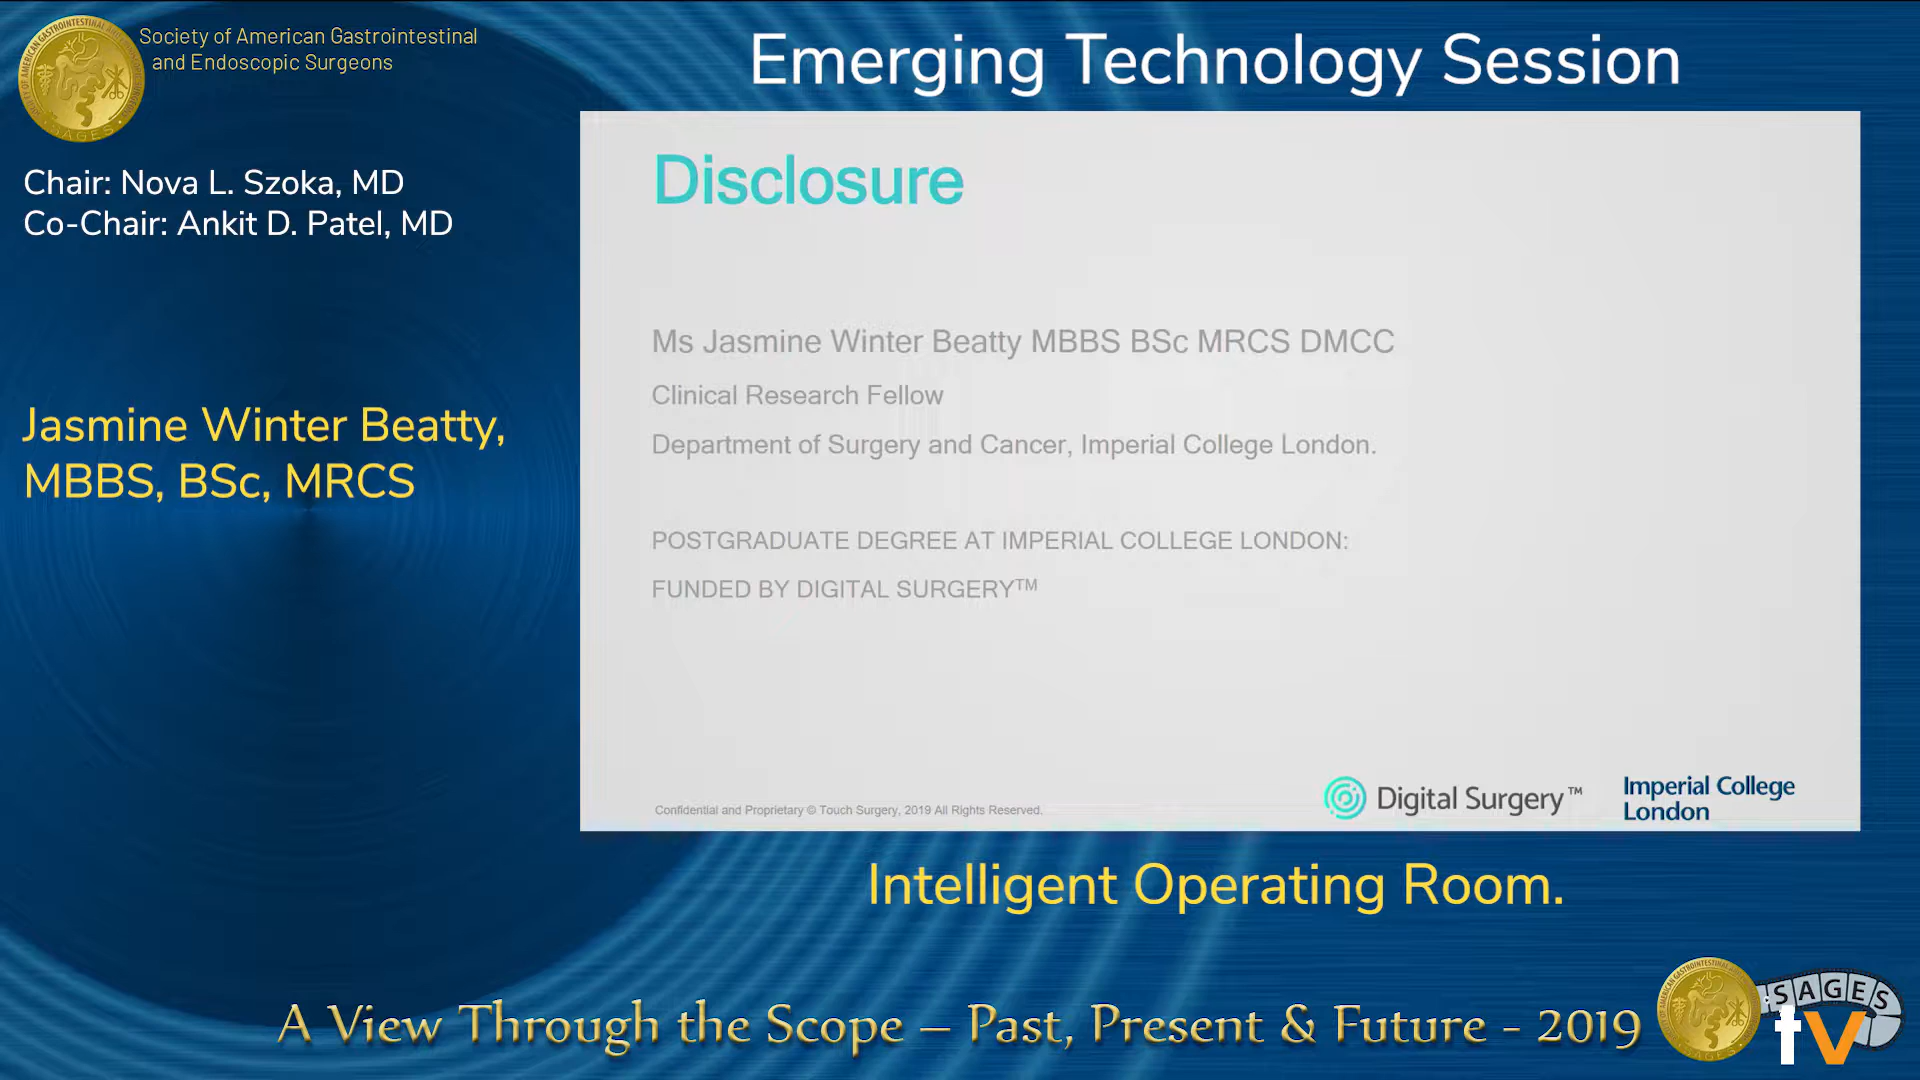 Society of American Gastrointestinal
and Endoscopic Surgeons
Emerging Technology Session
Chair: Nova L. Szoka, MD
Co-Chair: Ankit D. Patel, MD
Jasmine Winter Beatty,
MBBS, BSc, MRCS
Disclosure
Ms Jasmine Winter Beatty MBBS BSc MRCS DMCC
Clinical Research Fellow
Department of Surgery and Cancer, Imperial College London.
POSTGRADUATE DEGREE AT IMPERIAL COLLEGE LONDON:
FUNDED BY DIGITAL SURGERY™
Confidential and Proprietary © Touch Surgery, 2019 All Rights Reserved.
Digital Surgery™
Imperial College
London
Intelligent Operating Room.
A View Through the Scope – Past, Present & Future - 2019
SAGES
tv